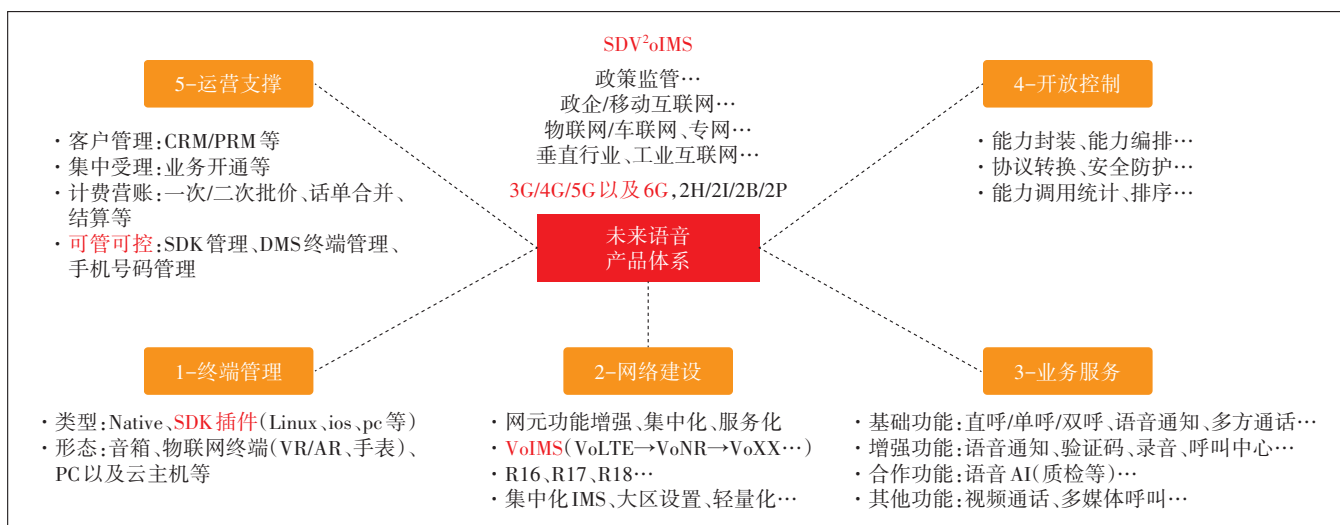 SDV²oIMS
政策监管…
政企/移动互联网…
物联网/车联网、专网…
垂直行业、工业互联网…
3G/4G/5G以及6G,2H/2I/2B/2P
未来语音
产品体系
5-运营支撑
·客户管理:CRM/PRM等
·集中受理:业务开通等
·计费营账:一次/二次批价、话单合并、
结算等
·可管可控:SDK管理、DMS终端管理、
手机号码管理
4-开放控制
·能力封装、能力编排…
·协议转换、安全防护…
·能力调用统计、排序…
1-终端管理
·类型:Native、SDK插件(Linux、ios、pc等)
·形态:音箱、物联网终端(VR/AR、手表)、
PC以及云主机等
2-网络建设
·网元功能增强、集中化、服务化
·VoIMS(VoLTE→VoNR→VoXX…)
·R16、R17、R18…
·集中化IMS、大区设置、轻量化…
3-业务服务
·基础功能:直呼/单呼/双呼、语音通知、多方通话…
·增强功能:语音通知、验证码、录音、呼叫中心…
·合作功能:语音AI(质检等)…
·其他功能:视频通话、多媒体呼叫…